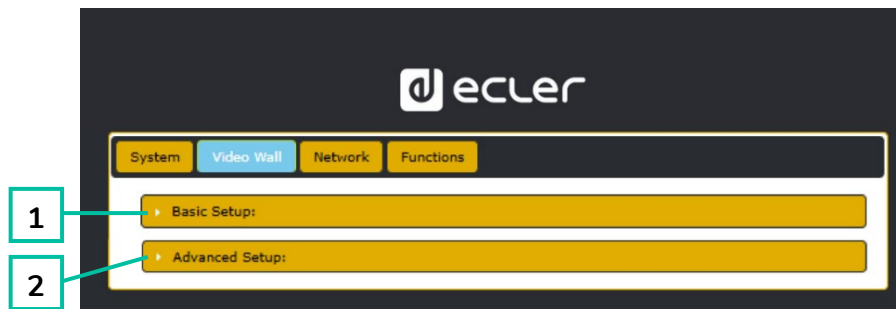 ecler
System Video Wall Network Functions
1 Basic Setup:
2 Advanced Setup: